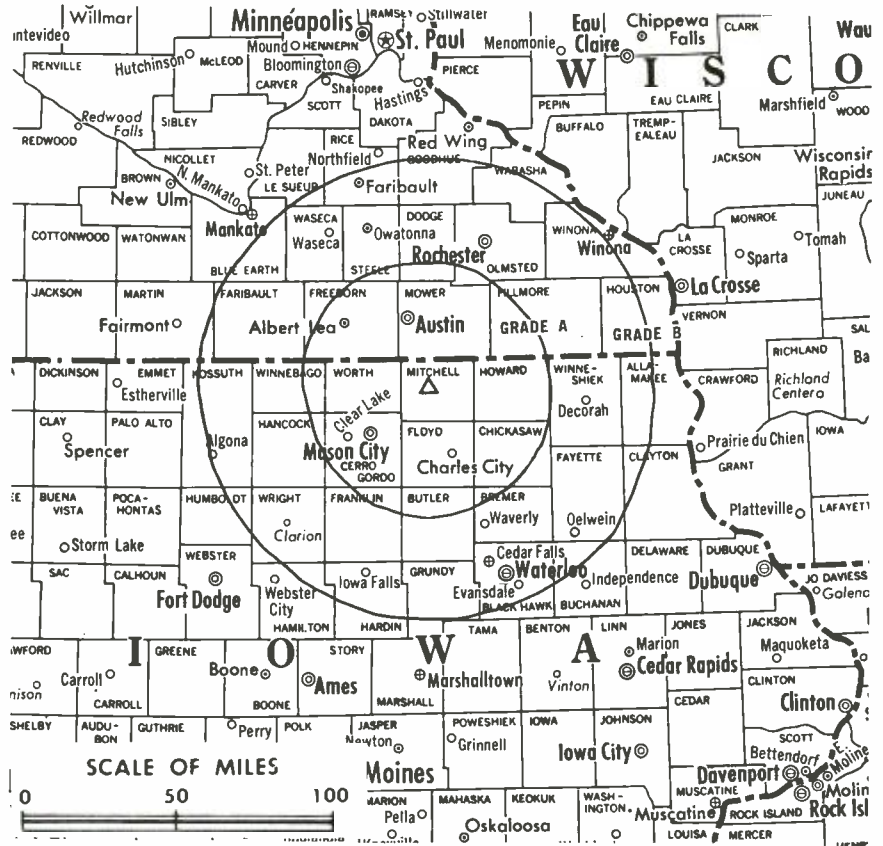 Willmar
Minneapolis
RAMSEY
Stillwater
Eau Claire
Chippewa Falls
CLARK
Wau
ntevideo
Mound
HENNEPIN
St. Paul
Menomonie
RENVILLE
Hutchinson
McLEOD
Bloomington
PIERCE
W I S C O
CARVER
Shakopee
SCOTT
Hastings
DAKOTA
PEPIN
EAU CLAIRE
Marshfield
WOOD
Redwood Falls
SIBLEY
REDWOOD
RICE
Northfield
Red Wing
GOODHUE
BUFFALO
TREMP-
EALEAU
JACKSON
Wisconsin
Rapids
NICOLLET
BROWN
N. Mankato
St. Peter
LE SUEUR
Faribault
WABASHA
New Ulm
JUNEAU
Mankato
WASECA
Waseca
Owatonna
DODGE
WINONA
Winona
MONROE
COTTONWOOD
WATONWAN
Rochester
LA
CROSSE
Sparta
Tomah
BLUE EARTH
STEELE
OLMSTED
JACKSON
MARTIN
FARIBAULT
FREEBORN
MOWER
FILLMORE
HOUSTON
La Crosse
VERNON
Fairmont
Albert Lea
Austin
GRADE A
GRADE B
SAL
RICHLAND
Ba
DICKINSON
EMMET
KOSSUTH
WINNEBAGO
WORTH
MITCHELL
HOWARD
WINNE-
SHIEK
ALLA-
MAKEE
CRAWFORD
Richland
Center
Estherville
Decorah
CLAY
PALO ALTO
HANCOCK
Clear Lake
FLOYD
CHICKASAW
IOWA
Spencer
Algona
Mason City
CERRO
GORDO
Charles City
FAYETTE
CLAYTON
Prairie du Chien
GRANT
EE
BUENA
VISTA
POCA-
HONTAS
HUMBOLDT
WRIGHT
FRANKLIN
BUTLER
BREMER
Waverly
Platteville
LAFAYETT
ee
Storm Lake
Clarion
Oelwein
WEBSTER
Cedar Falls
DELAWARE
DUBUQUE
SAC
CALHOUN
Iowa Falls
GRUNDY
Waterloo
Evansdale
Independence
Dubuque
JO DAVIESS
Galena
Fort Dodge
Webster
City
BLACK HAWK
BUCHANAN
HAMILTON
HARDIN
TAMA
BENTON
LINN
JONES
JACKSON
I O W A
WFORD
GREENE
STORY
Marion
Maquoketa
nison
Carroll
Boone
Ames
Marshalltown
Vinton
Cedar Rapids
CLINTON
CARROLL
BOONE
MARSHALL
CEDAR
Clinton
SHELBY
AUDU-
BON
GUTHRIE
Perry
POLK
JASPER
Newton
POWESHIEK
Grinnell
IOWA
JOHNSON
Iowa City
SCOTT
Bettendorf
E. Moline
SCALE OF MILES
0 50 100
Moines
Davenport
Molin
MARION
Pella
MAHASKA
KEOKUK
WASH-
INGTON
MUSCATINE
Muscatine
ROCK ISLAND
Rock Isl
Oskaloosa
LOUISA
MERCER